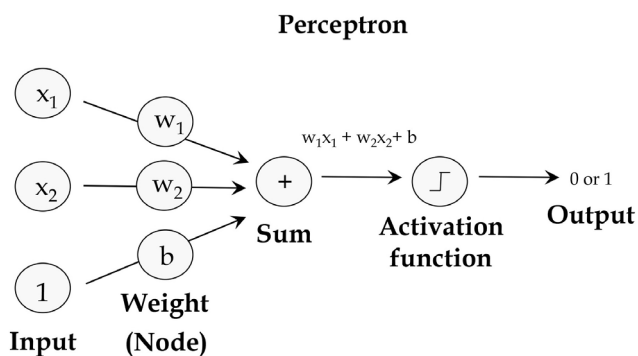 Perceptron
x₁
w₁
w₁x₁ + w₂x₂+ b
x₂
w₂
+
0 or 1
Sum
Activation
function
Output
1
b
Input
Weight
(Node)